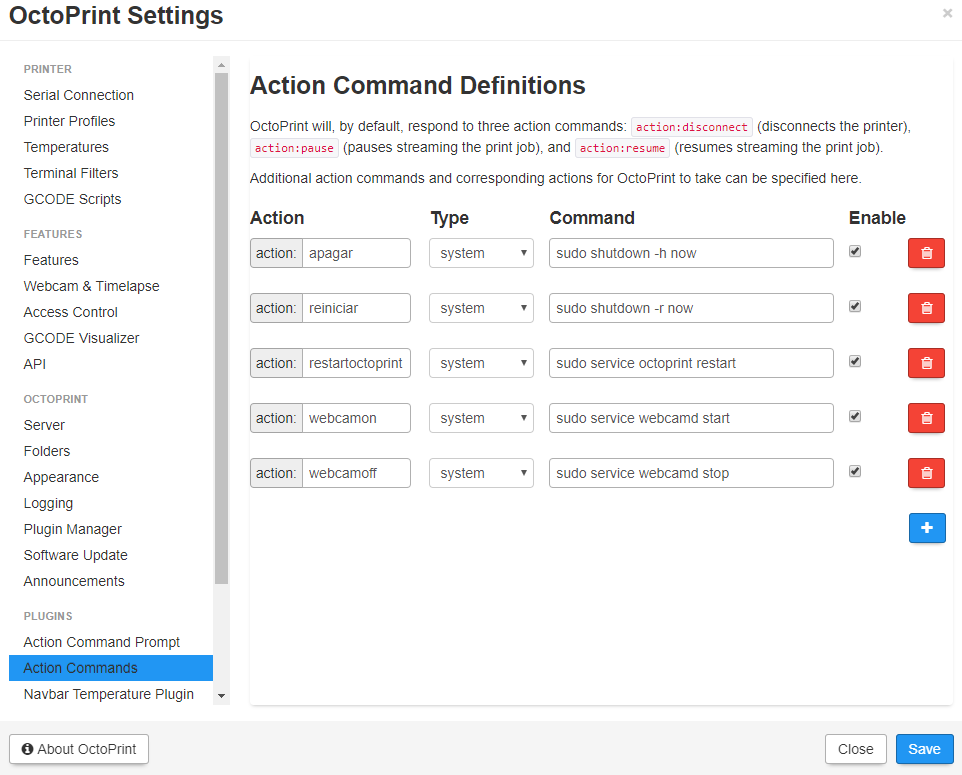 OctoPrint Settings
×
PRINTER
Serial Connection
Printer Profiles
Temperatures
Terminal Filters
GCODE Scripts
FEATURES
Features
Webcam & Timelapse
Access Control
GCODE Visualizer
API
OCTOPRINT
Server
Folders
Appearance
Logging
Plugin Manager
Software Update
Announcements
PLUGINS
Action Command Prompt
Action Commands
Navbar Temperature Plugin
Action Command Definitions
OctoPrint will, by default, respond to three action commands: action:disconnect (disconnects the printer),
action:pause (pauses streaming the print job), and action:resume (resumes streaming the print job).
Additional action commands and corresponding actions for OctoPrint to take can be specified here.
Action Type Command Enable
action: apagar system sudo shutdown -h now
action: reiniciar system sudo shutdown -r now
action: restartoctoprint system sudo service octoprint restart
action: webcamon system sudo service webcamd start
action: webcamoff system sudo service webcamd stop
About OctoPrint
Close
Save